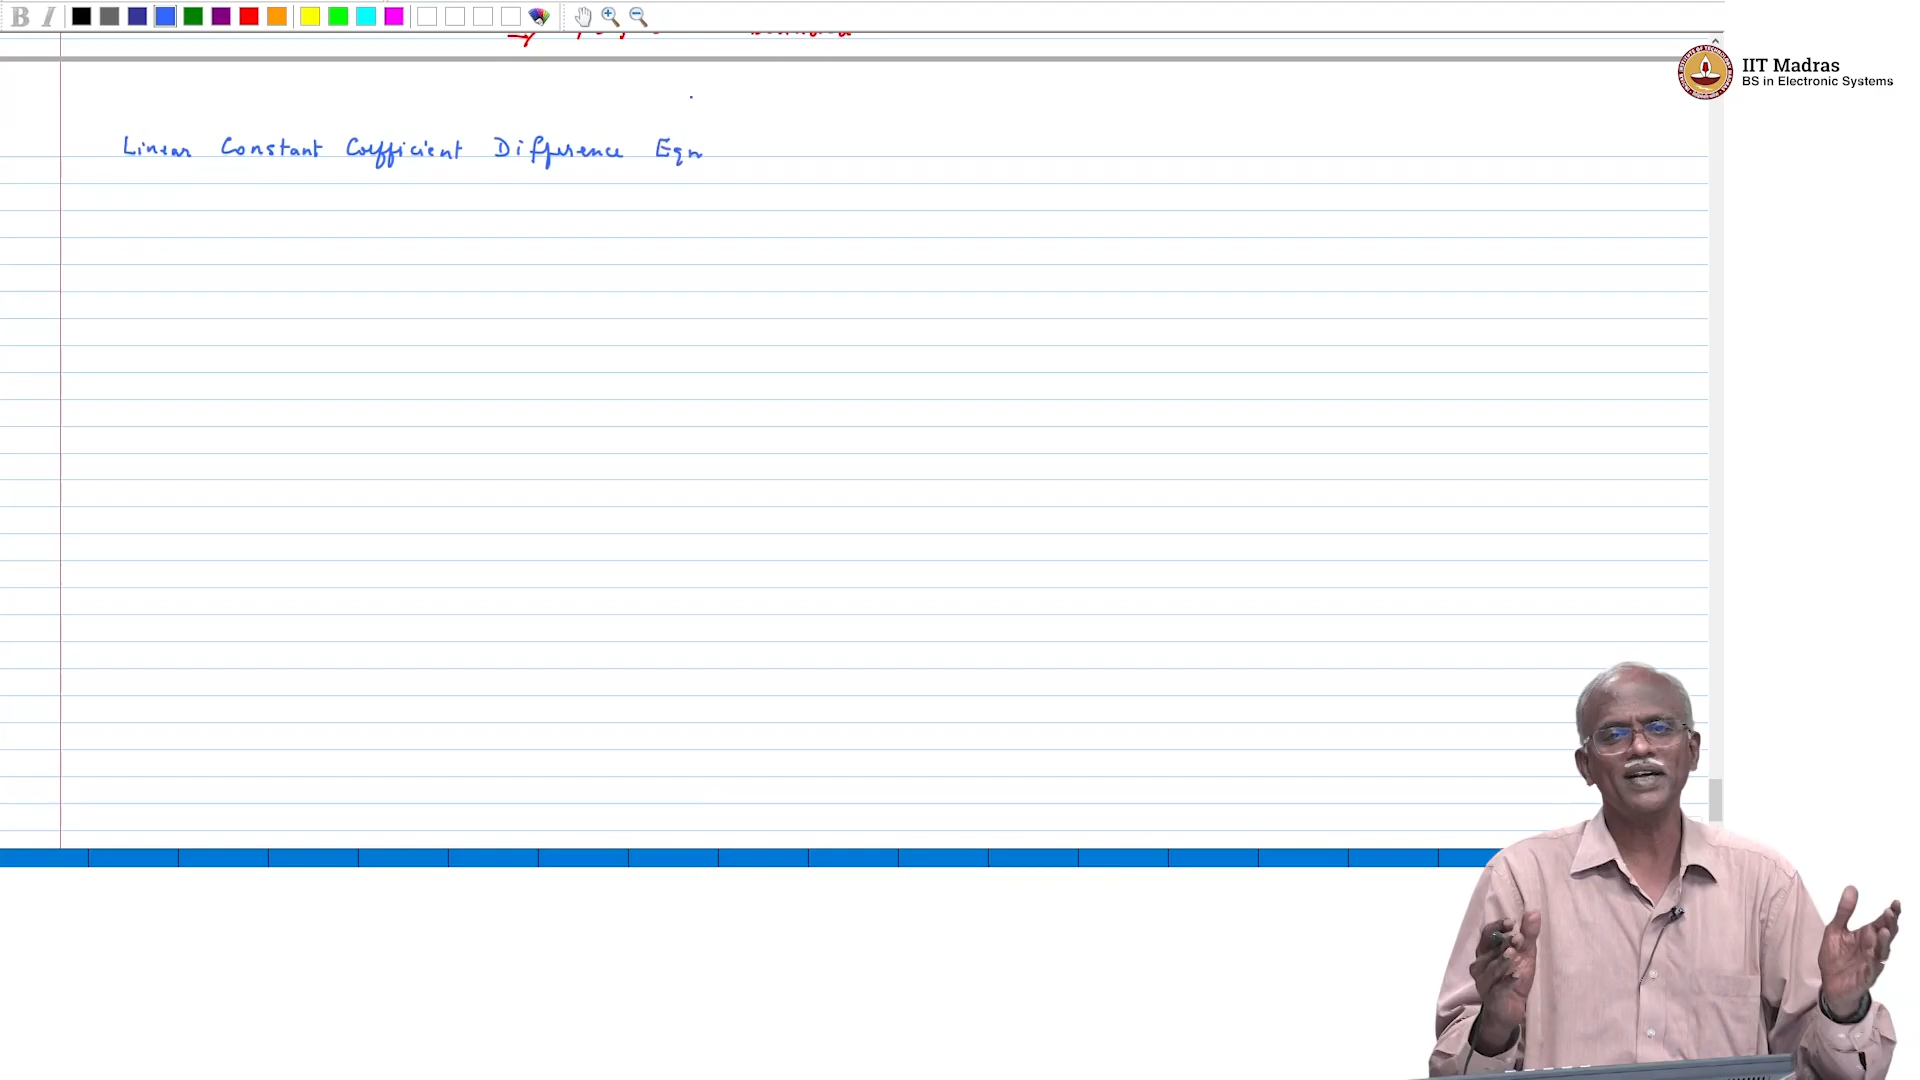 B I
IIT Madras
BS in Electronic Systems
Linear Constant Coefficient Difference Eqn